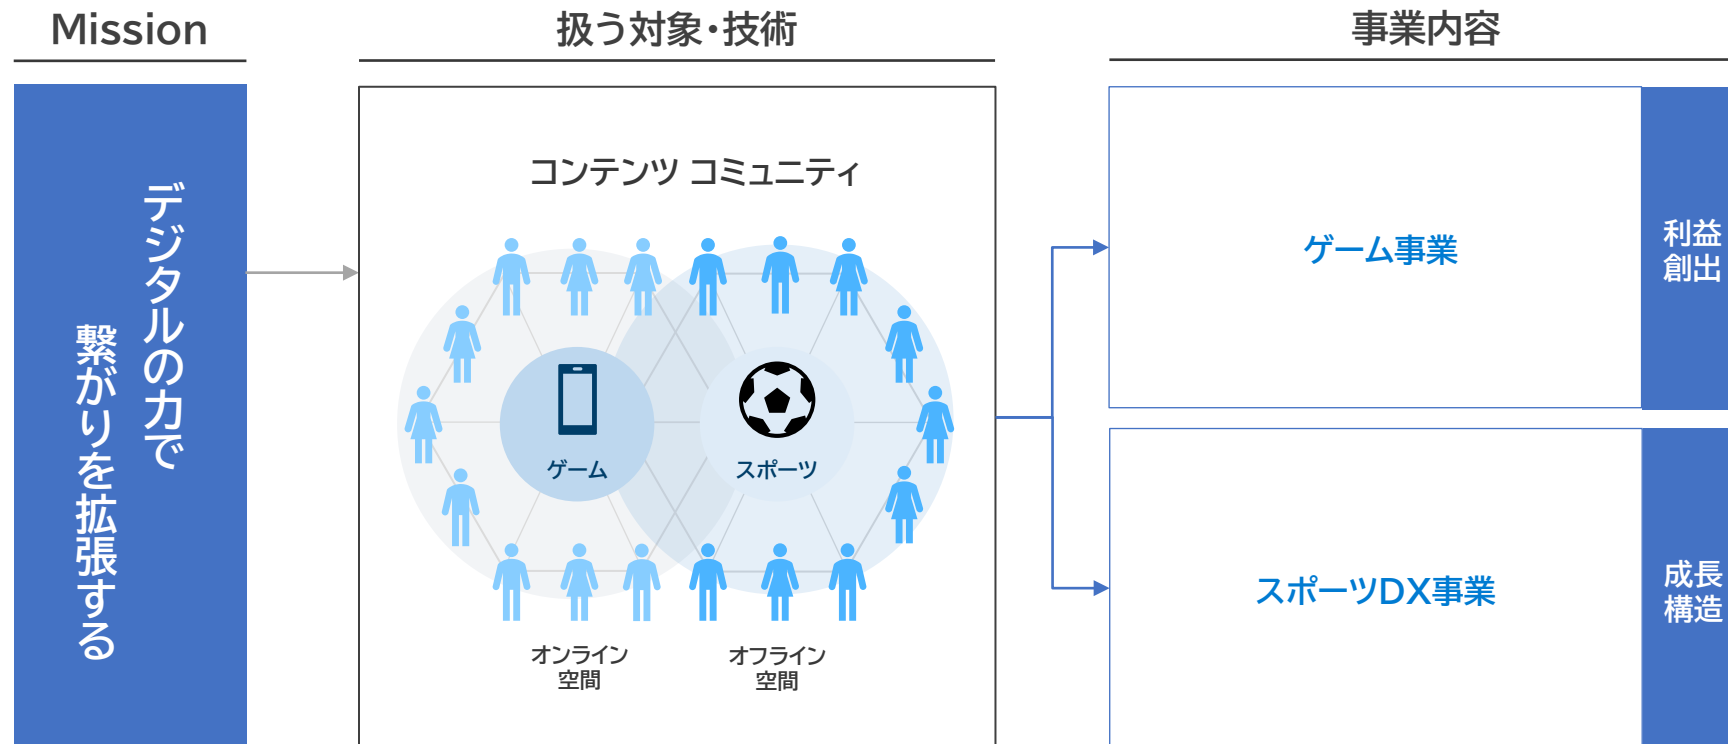 Mission
デジタルの力で
繋がりを拡張する
扱う対象・技術
コンテンツ コミュニティ
ゲーム
スポーツ
オンライン
空間
オフライン
空間
事業内容
ゲーム事業
利益
創出
スポーツDX事業
成長
構造